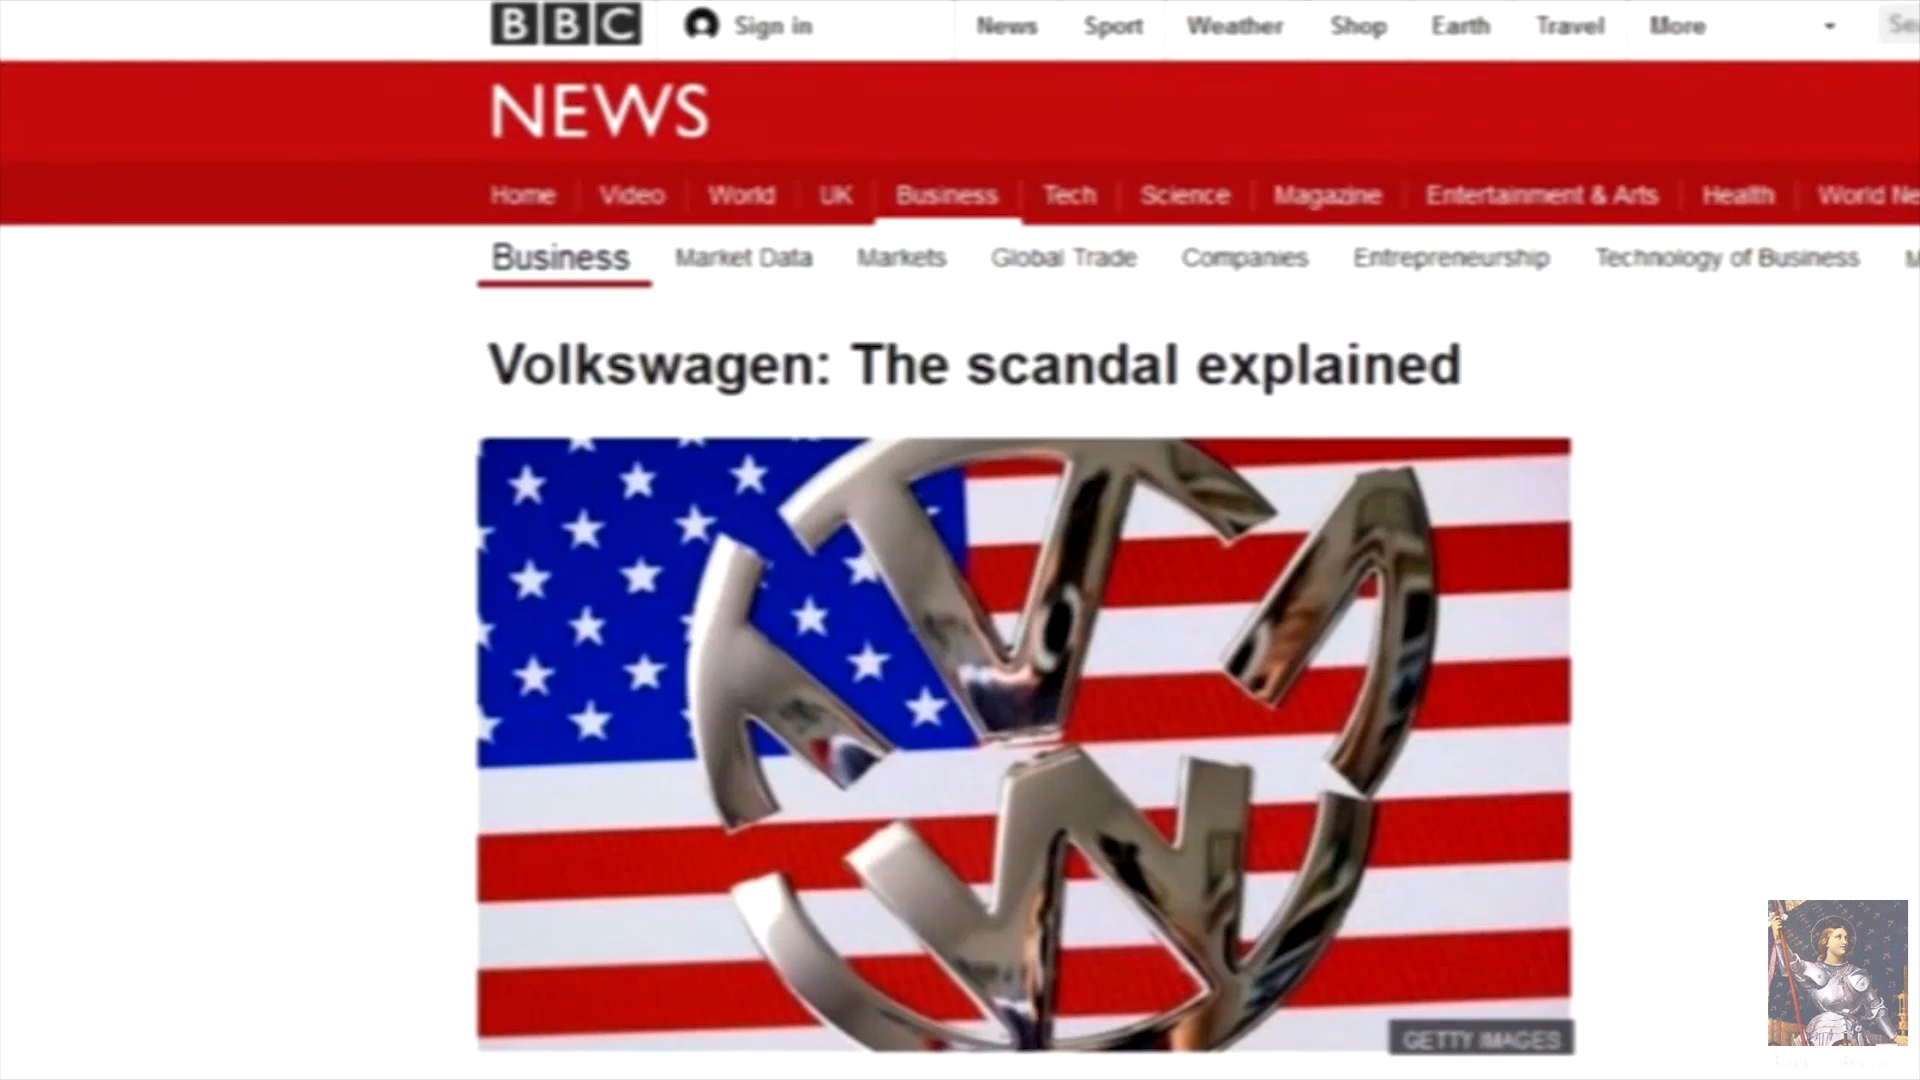 BBC Sign in News Sport Weather Shop Earth Travel More
NEWS
Home Video World UK Business Tech Science Magazine Entertainment & Arts Health World
Business Market Data Markets Global Trade Companies Entrepreneurship Technology of Business
Volkswagen: The scandal explained
GETTY IMAGES